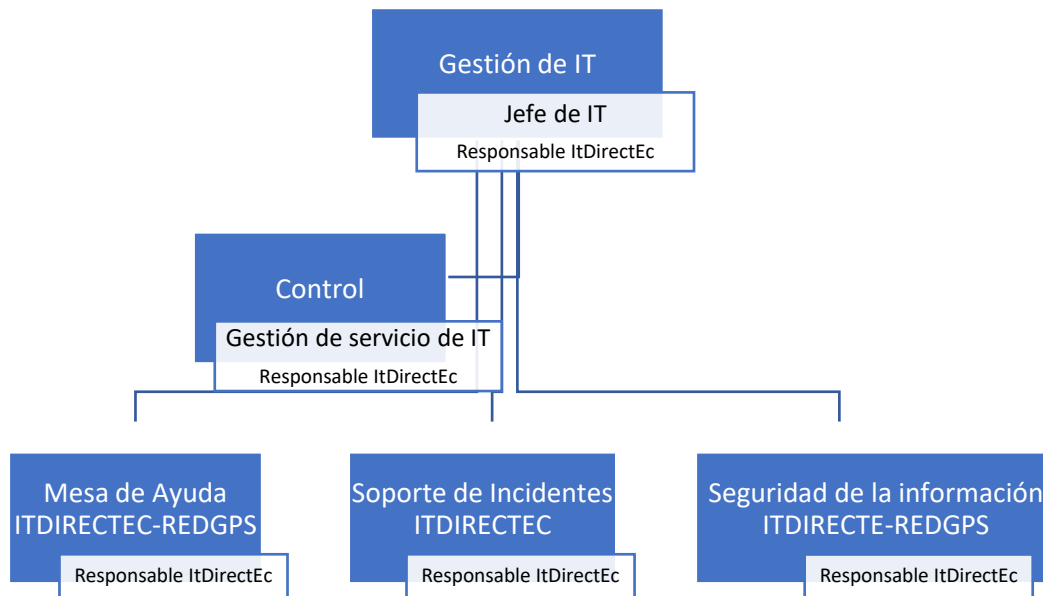 Gestión de IT
Jefe de IT
Responsable ItDirectEc
Control
Gestión de servicio de IT
Responsable ItDirectEc
Mesa de Ayuda
ITDIRECTEC-REDGPS
Responsable ItDirectEc
Soporte de Incidentes
ITDIRECTEC
Responsable ItDirectEc
Seguridad de la información
ITDIRECTE-REDGPS
Responsable ItDirectEc